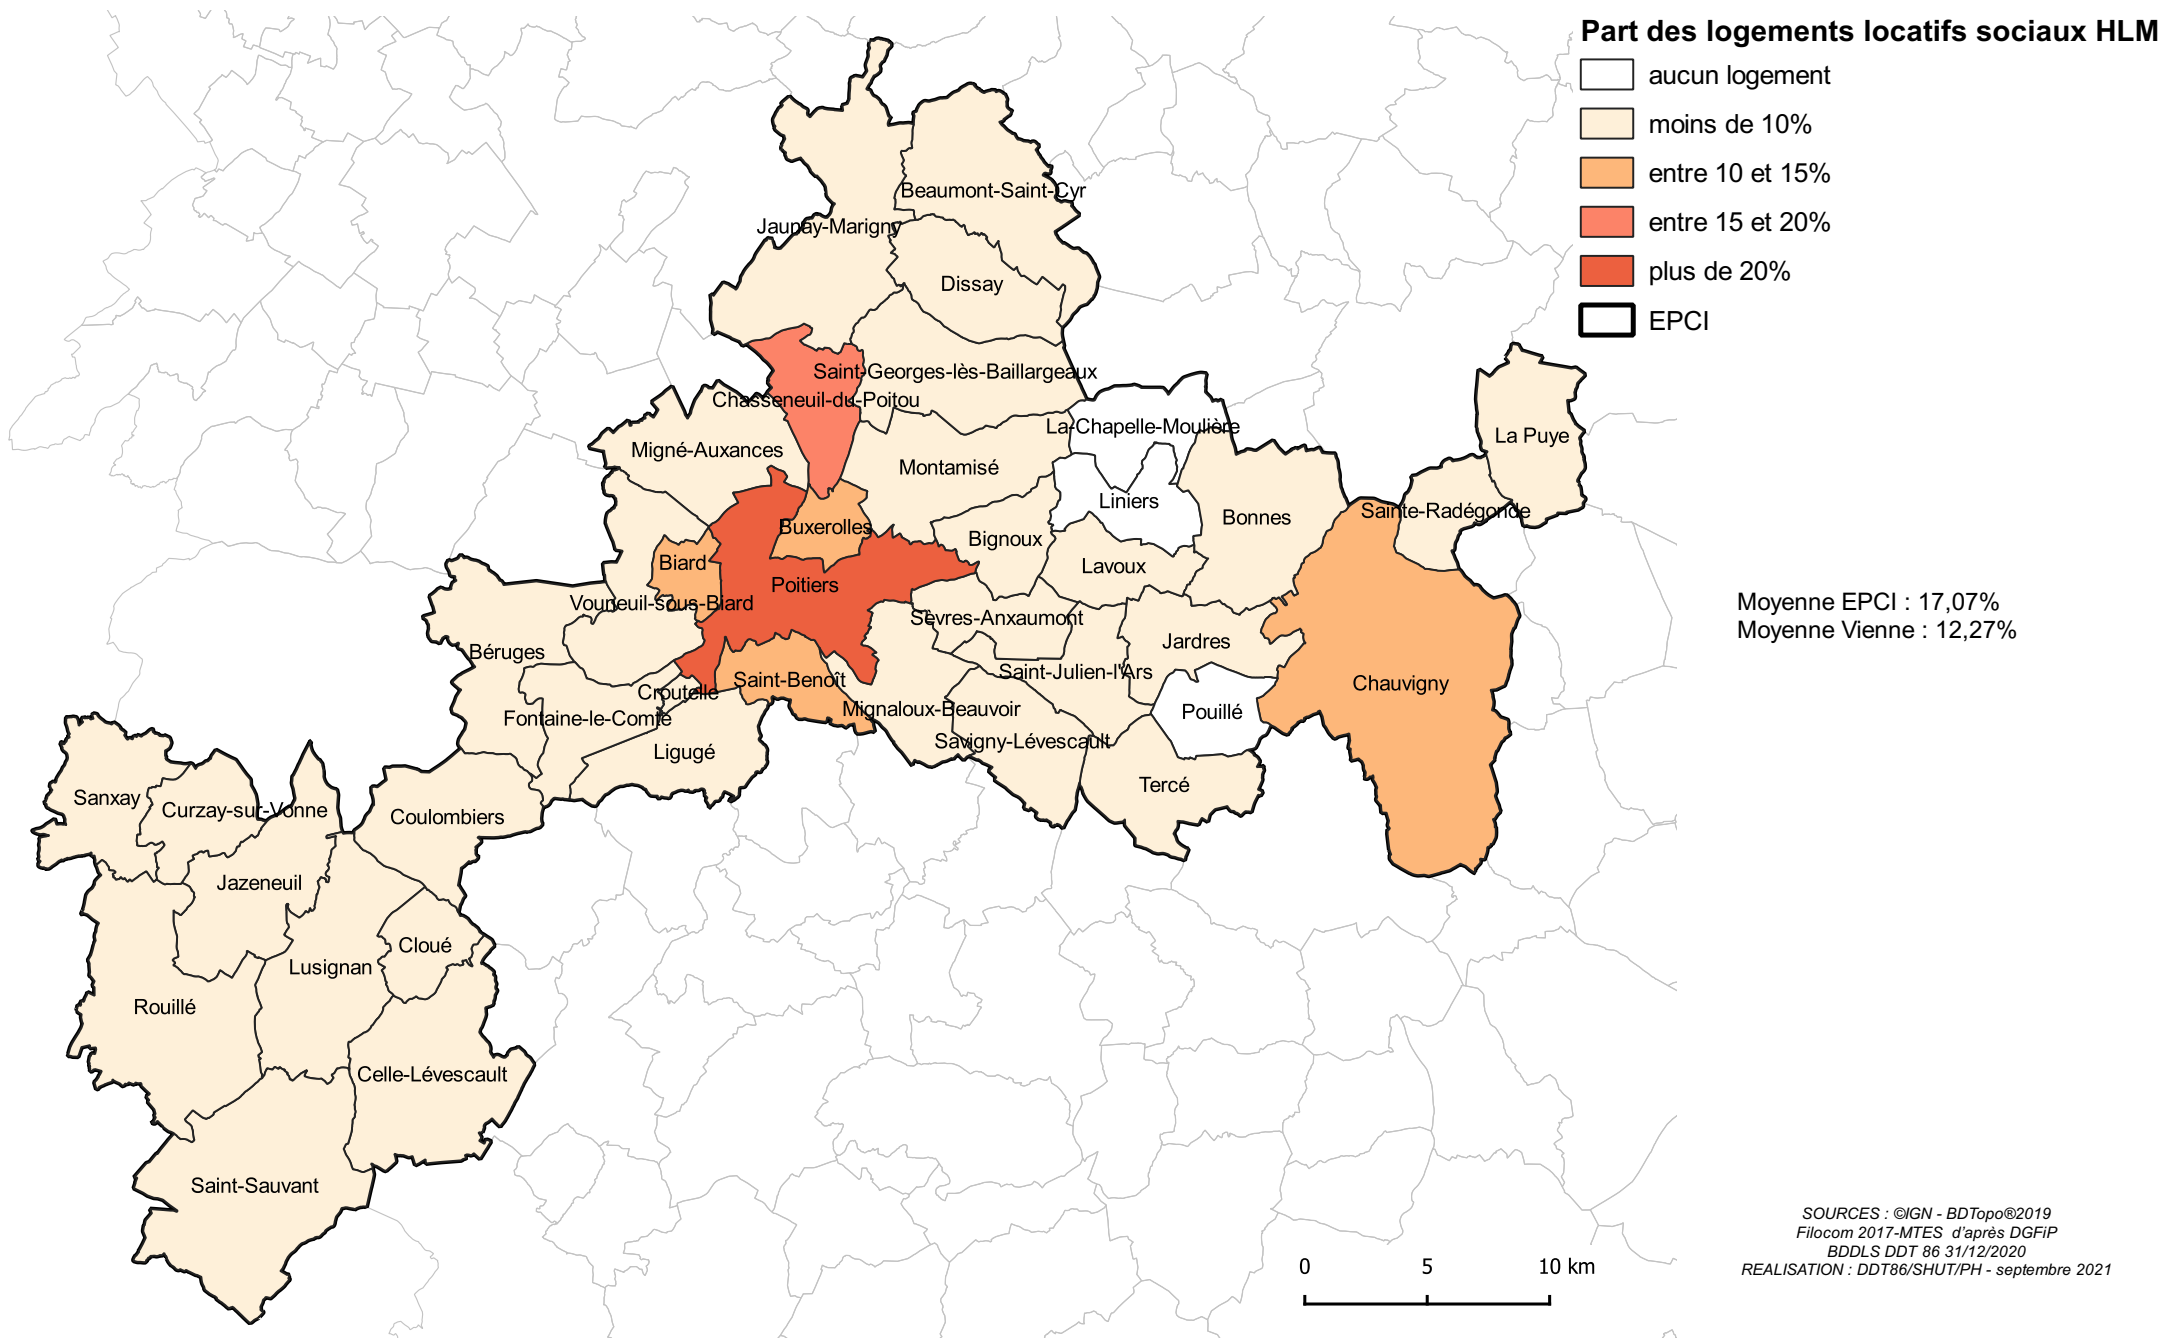 Part des logements locatifs sociaux HLM
aucun logement
moins de 10%
entre 10 et 15%
entre 15 et 20%
plus de 20%
EPCI
Beaumont-Saint-Cyr
Jaunay-Marigny
Dissay
Saint-Georges-lès-Baillargeaux
Chasseneuil-du-Poitou
La-Chapelle-Moulière
La Puye
Migné-Auxances
Montamisé
Liniers
Bonnes
Sainte-Radégonde
Buxerolles
Bignoux
Biard
Lavoux
Poitiers
Vouneuil-sous-Biard
Sèvres-Anxaumont
Jardres
Béruges
Saint-Julien-l'Ars
Saint-Benoît
Chauvigny
Croutelle
Mignaloux-Beauvoir
Pouillé
Fontaine-le-Comte
Savigny-Lévescault
Ligugé
Tercé
Sanxay
Curzay-sur-Vonne
Coulombiers
Jazeneuil
Cloué
Lusignan
Rouillé
Celle-Lévescault
Saint-Sauvant
Moyenne EPCI : 17,07%
Moyenne Vienne : 12,27%
0 5 10 km
SOURCES : ©IGN - BDTopo®2019
Filocom 2017-MTES d'après DGFiP
BDDLS DDT 86 31/12/2020
REALISATION : DDT86/SHUT/PH - septembre 2021